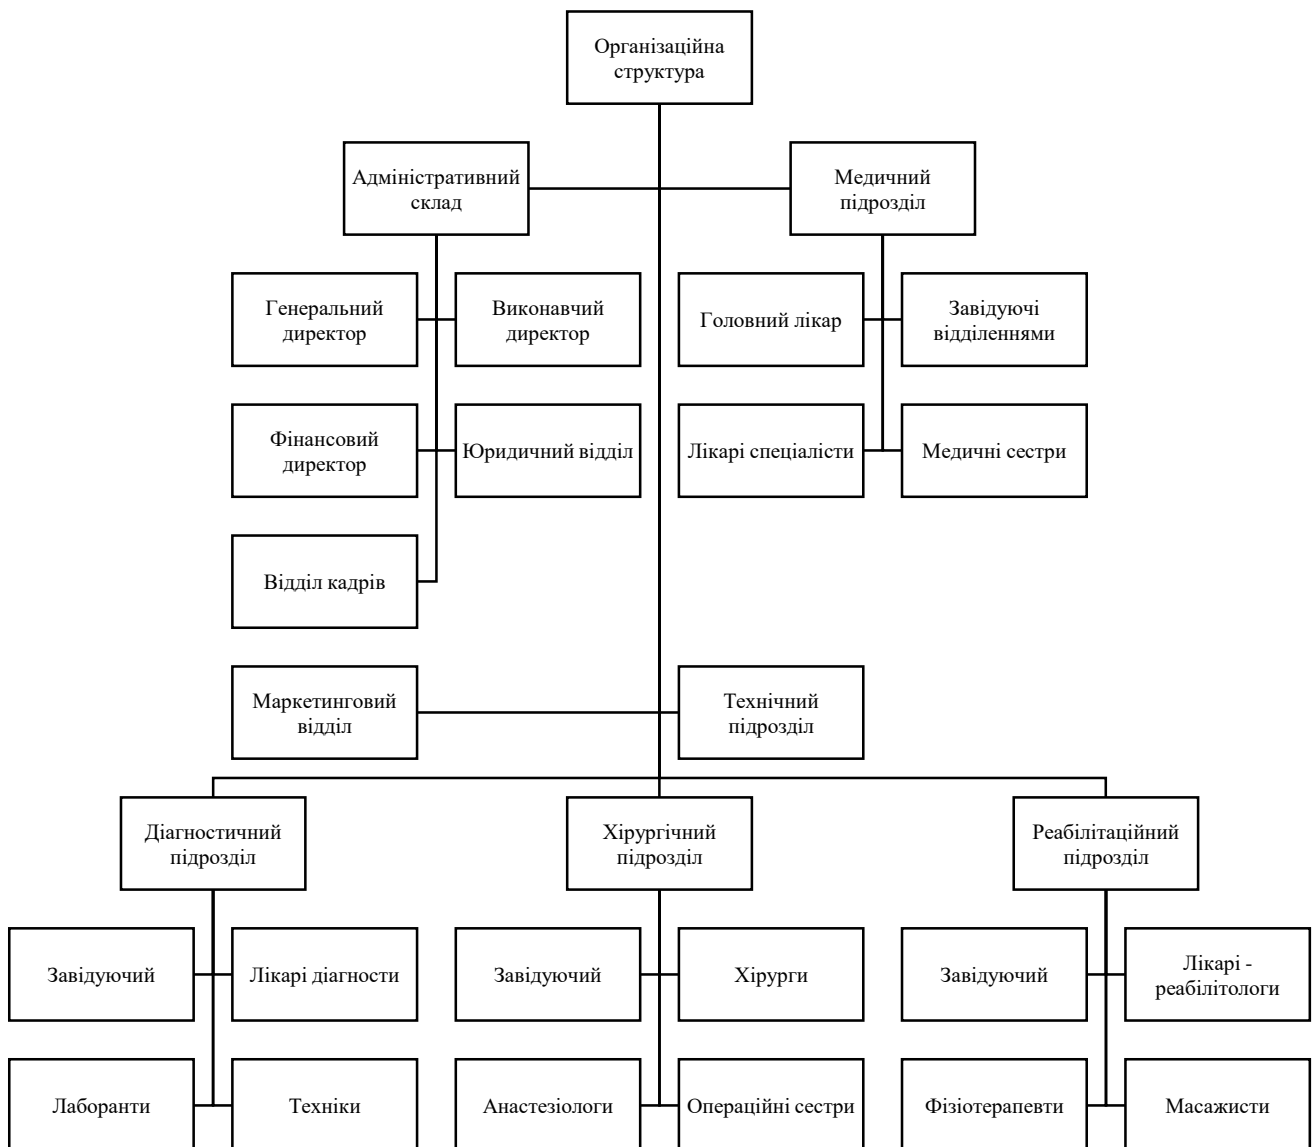 Організаційна
структура
Адміністративний
склад
Медичний
підрозділ
Генеральний
директор
Виконавчий
директор
Головний лікар
Завідуючі
відділеннями
Фінансовий
директор
Юридичний відділ
Лікарі спеціалісти
Медичні сестри
Відділ кадрів
Маркетинговий
відділ
Технічний
підрозділ
Діагностичний
підрозділ
Хірургічний
підрозділ
Реабілітаційний
підрозділ
Завідуючий
Лікарі діагности
Завідуючий
Хірурги
Завідуючий
Лікарі -
реабілітологи
Лаборанти
Техніки
Анастезіологи
Операційні сестри
Фізіотерапевти
Масажисти